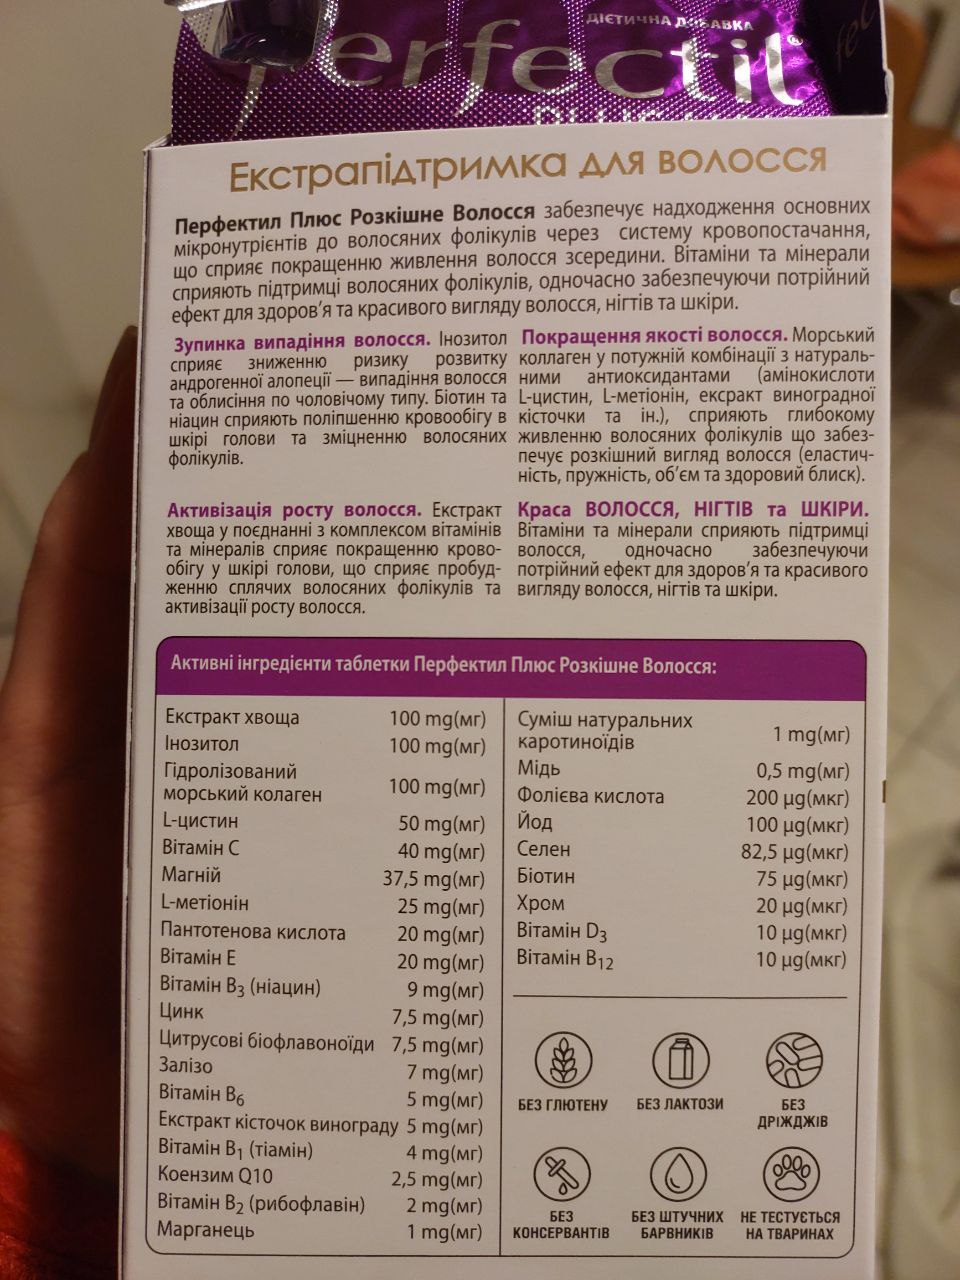 ДІЄТИЧНА ДОБАВКА
Perfectil®
Екстрапідтримка для волосся
Перфектил Плюс Розкішне Волосся забезпечує надходження основних
мікронутрієнтів до волосяних фолікулів через систему кровопостачання,
що сприяє покращенню живлення волосся зсередини. Вітаміни та мінерали
сприяють підтримці волосяних фолікулів, одночасно забезпечуючи потрійний
ефект для здоров’я та красивого вигляду волосся, нігтів та шкіри.
Зупинка випадіння волосся. Інозитол
сприяє зниженню ризику розвитку
андрогенної алопеції — випадіння волосся
та облисіння по чоловічому типу. Біотин та
ніацин сприяють поліпшенню кровообігу в
шкірі голови та зміцненню волосяних
фолікулів.
Покращення якості волосся. Морський
коллаген у потужній комбінації з натураль-
ними антиоксидантами (амінокислоти
L-цистин, L-метіонін, ексракт виноградної
кісточки та ін.), сприяють глибокому
живленню волосяних фолікулів що забез-
печує розкішний вигляд волосся (еластич-
ність, пружність, об’єм та здоровий блиск).
Активізація росту волосся. Екстракт
хвоща у поєднанні з комплексом вітамінів
та мінералів сприяє покращенню крово-
обігу у шкірі голови, що сприяє пробуд-
женню сплячих волосяних фолікулів та
активізації росту волосся.
Краса ВОЛОССЯ, НІГТІВ та ШКІРИ.
Вітаміни та мінерали сприяють підтримці
волосся, одночасно забезпечуючи
потрійний ефект для здоров’я та красивого
вигляду волосся, нігтів та шкіри.
Активні інгредієнти таблетки Перфектил Плюс Розкішне Волосся:
Екстракт хвоща 100 mg(мг)
Інозитол 100 mg(мг)
Гідролізований
морський колаген 100 mg(мг)
L-цистин 50 mg(мг)
Вітамін C 40 mg(мг)
Магній 37,5 mg(мг)
L-метіонін 25 mg(мг)
Пантотенова кислота 20 mg(мг)
Вітамін E 20 mg(мг)
Вітамін B3 (ніацин) 9 mg(мг)
Цинк 7,5 mg(мг)
Цитрусові біофлавоноїди 7,5 mg(мг)
Залізо 7 mg(мг)
Вітамін B6 5 mg(мг)
Екстракт кісточок винограду 5 mg(мг)
Вітамін B1 (тіамін) 4 mg(мг)
Коензим Q10 2,5 mg(мг)
Вітамін B2 (рибофлавін) 2 mg(мг)
Марганець 1 mg(мг)
Суміш натуральних
каротиноїдів 1 mg(мг)
Мідь 0,5 mg(мг)
Фолієва кислота 200 µg(мкг)
Йод 100 µg(мкг)
Селен 82,5 µg(мкг)
Біотин 75 µg(мкг)
Хром 20 µg(мкг)
Вітамін D3 10 µg(мкг)
Вітамін B12 10 µg(мкг)
БЕЗ ГЛЮТЕНУ
БЕЗ ЛАКТОЗИ
БЕЗ
ДРІЖДЖІВ
БЕЗ
КОНСЕРВАНТІВ
БЕЗ ШТУЧНИХ
БАРВНИКІВ
НЕ ТЕСТУЄТЬСЯ
НА ТВАРИНАХ